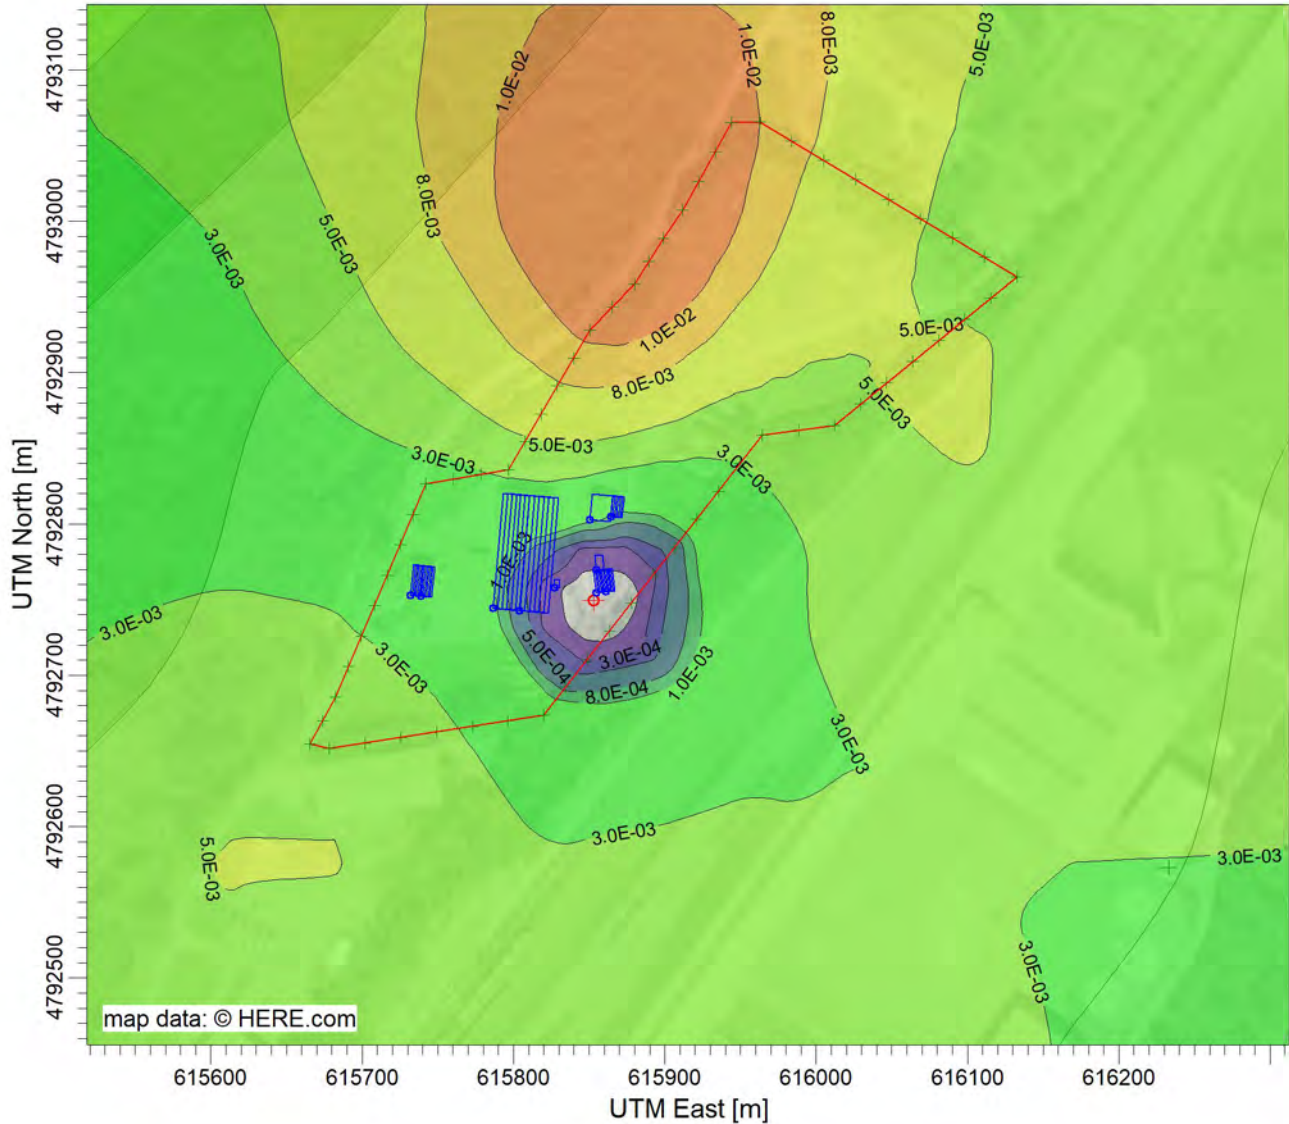 1.0E-02
1.0E-02
8.0E-03
5.0E-03
8.0E-03
5.0E-03
3.0E-03
1.0E-02
5.0E-03
8.0E-03
5.0E-03
5.0E-03
3.0E-03
3.0E-03
1.0E-03
3.0E-03
3.0E-03
5.0E-04
3.0E-04
8.0E-04
1.0E-03
3.0E-03
3.0E-03
5.0E-03
3.0E-03
3.0E-03
4793100
4793000
4792900
4792800
4792700
4792600
4792500
UTM North [m]
map data: © HERE.com
615600 615700 615800 615900 616000 616100 616200
UTM East [m]